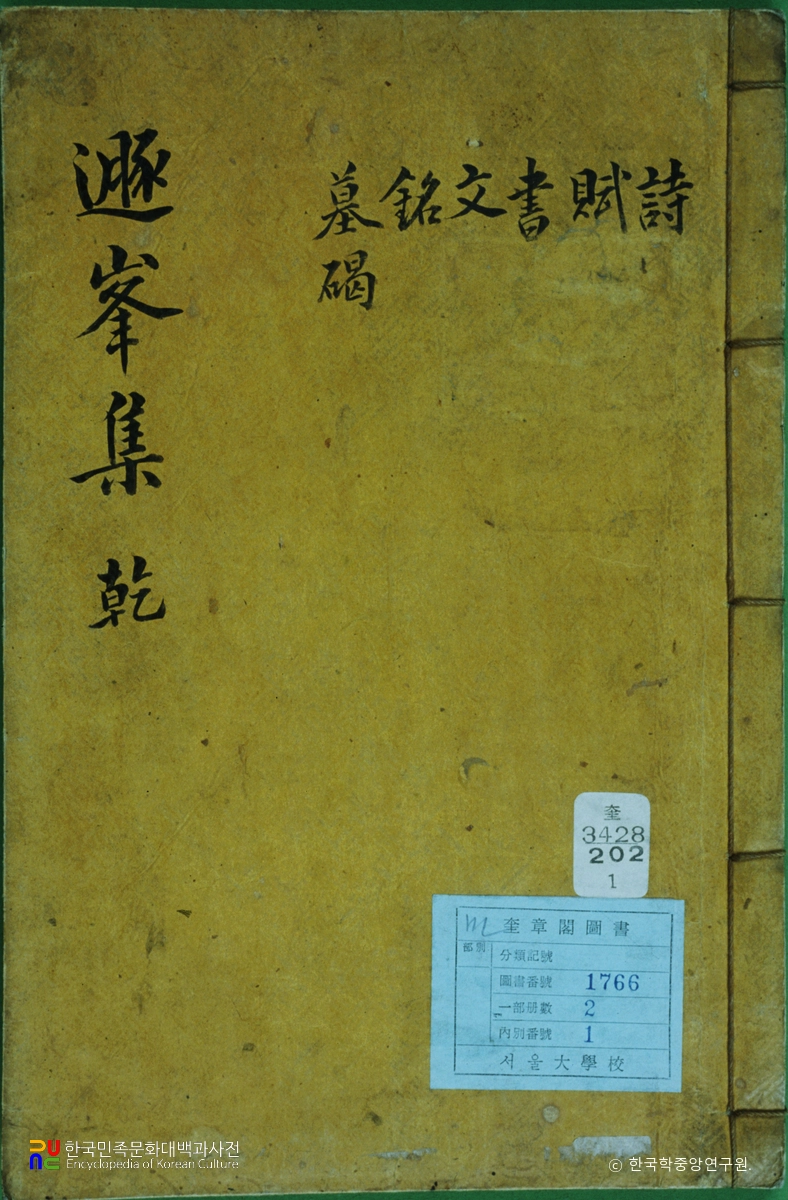 遯峯集 乾
詩
賦
書
文
銘
墓碣
奎
3428
202
1
奎章閣圖書
部別
分類記號
圖書番號 1766
一部册數 2
內別番號 1
서울大學校
한국민족문화대백과사전
Encyclopedia of Korean Culture
© 한국학중앙연구원